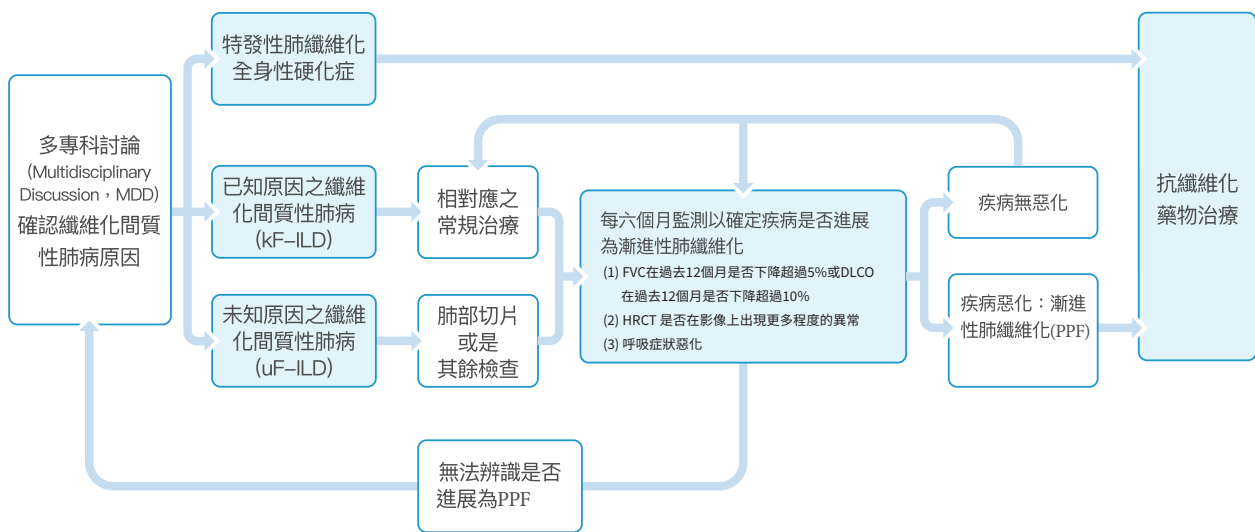 多專科討論
(Multidisciplinary
Discussion,MDD)
確認纖維化間質
性肺病原因
特發性肺纖維化
全身性硬化症
已知原因之纖維
化間質性肺病
(kF-ILD)
未知原因之纖維
化間質性肺病
(uF-ILD)
相對應之
常規治療
肺部切片
或是
其餘檢查
每六個月監測以確定疾病是否進展
為漸進性肺纖維化
(1) FVC在過去12個月是否下降超過5%或DLCO
在過去12個月是否下降超過10%
(2) HRCT 是否在影像上出現更多程度的異常
(3) 呼吸症狀惡化
疾病無惡化
疾病惡化：漸進
性肺纖維化(PPF)
抗纖維化
藥物治療
無法辨識是否
進展為PPF